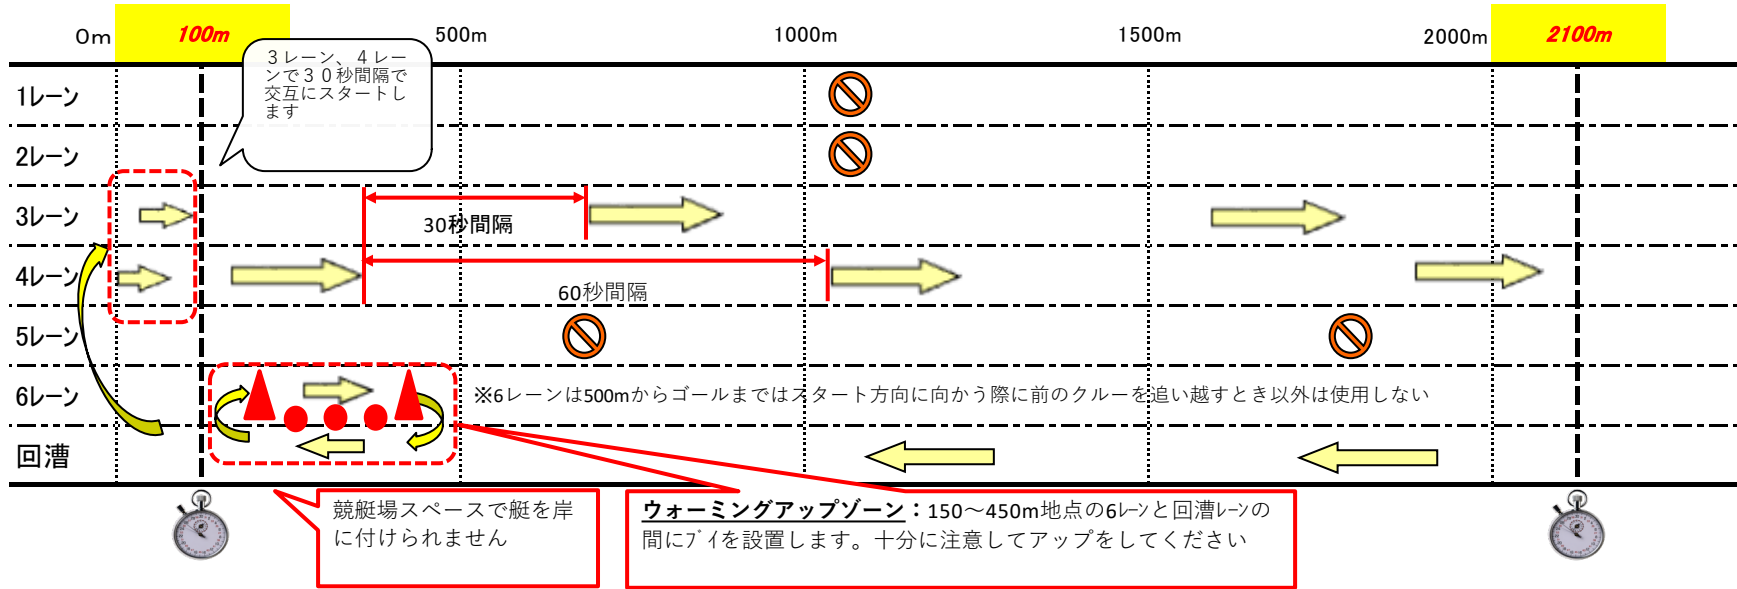 0m
100m
500m
1000m
1500m
2000m
2100m
３レーン、４レー
ンで３０秒間隔で
交互にスタートし
ます
1レーン
2レーン
3レーン
30秒間隔
4レーン
60秒間隔
5レーン
6レーン
※6レーンは500mからゴールまではスタート方向に向かう際に前のクルーを追い越すとき以外は使用しない
回漕
競艇場スペースで艇を岸
に付けられません
ウォーミングアップゾーン：150～450m地点の6ﾚｰﾝと回漕ﾚｰﾝの
間にﾌﾞｲを設置します。十分に注意してアップをしてください